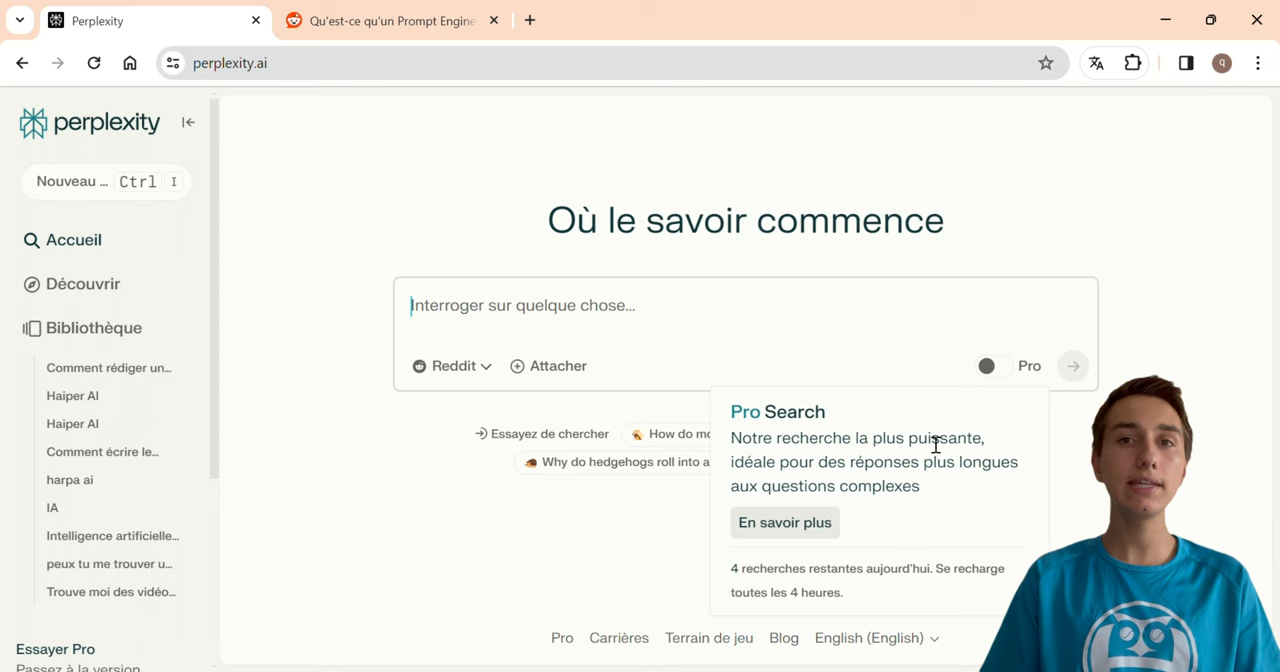 Perplexity
Qu'est-ce qu'un Prompt Engine
perplexity.ai
q
perplexity
Nouveau ... Ctrl I
Accueil
Découvrir
Bibliothèque
Comment rédiger un...
Haiper AI
Haiper AI
Comment écrire le...
harpa ai
IA
Intelligence artificielle...
peux tu me trouver u...
Trouve moi des vidéo...
Essayer Pro
Passez à la version
Où le savoir commence
Interroger sur quelque chose...
Reddit
Attacher
Pro
Essayez de chercher
How do mo
Why do hedgehogs roll into a
Pro Search
Notre recherche la plus puissante,
idéale pour des réponses plus longues
aux questions complexes
En savoir plus
4 recherches restantes aujourd'hui. Se recharge
toutes les 4 heures.
Pro Carrières Terrain de jeu Blog English (English)